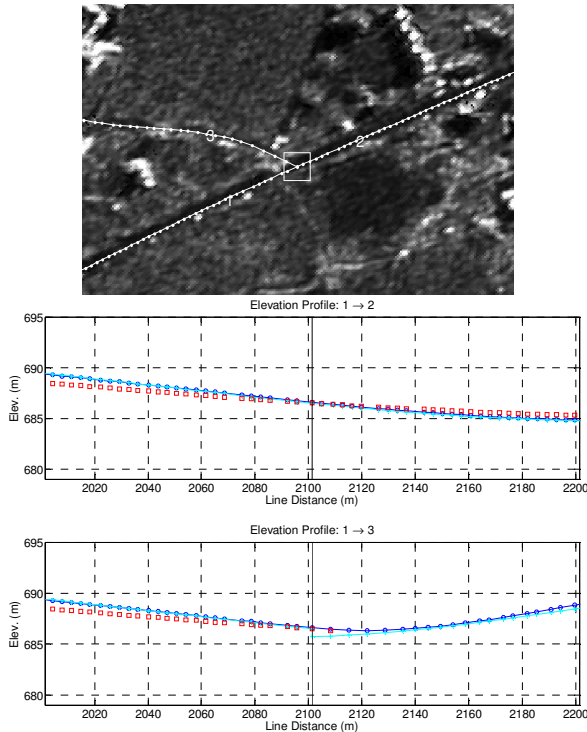 3
2
1
Elevation Profile: 1 → 2
695
690
685
680
Elev. (m)
2020 2040 2060 2080 2100 2120 2140 2160 2180 2200
Line Distance (m)
Elevation Profile: 1 → 3
695
690
685
680
Elev. (m)
2020 2040 2060 2080 2100 2120 2140 2160 2180 2200
Line Distance (m)